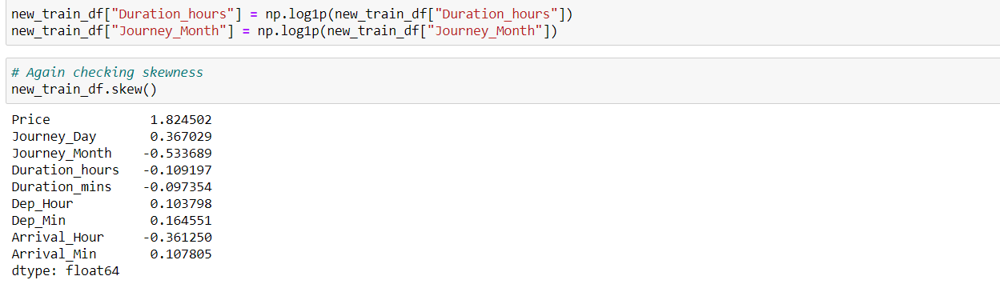 new_train_df["Duration_hours"] = np.log1p(new_train_df["Duration_hours"])
new_train_df["Journey_Month"] = np.log1p(new_train_df["Journey_Month"])
# Again checking skewness
new_train_df.skew()
Price 1.824502
Journey_Day 0.367029
Journey_Month -0.533689
Duration_hours -0.109197
Duration_mins -0.097354
Dep_Hour 0.103798
Dep_Min 0.164551
Arrival_Hour -0.361250
Arrival_Min 0.107805
dtype: float64